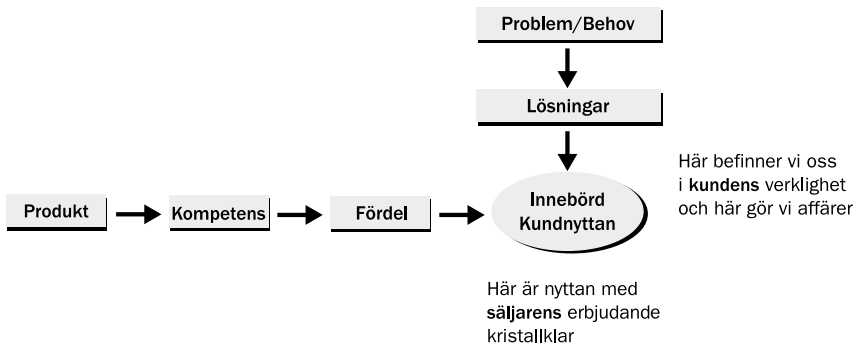 Problem/Behov
Lösningar
Här befinner vi oss
i kundens verklighet
och här gör vi affärer
Produkt
Kompetens
Fördel
Innebörd
Kundnyttan
Här är nyttan med
säljarens erbjudande
kristallklar